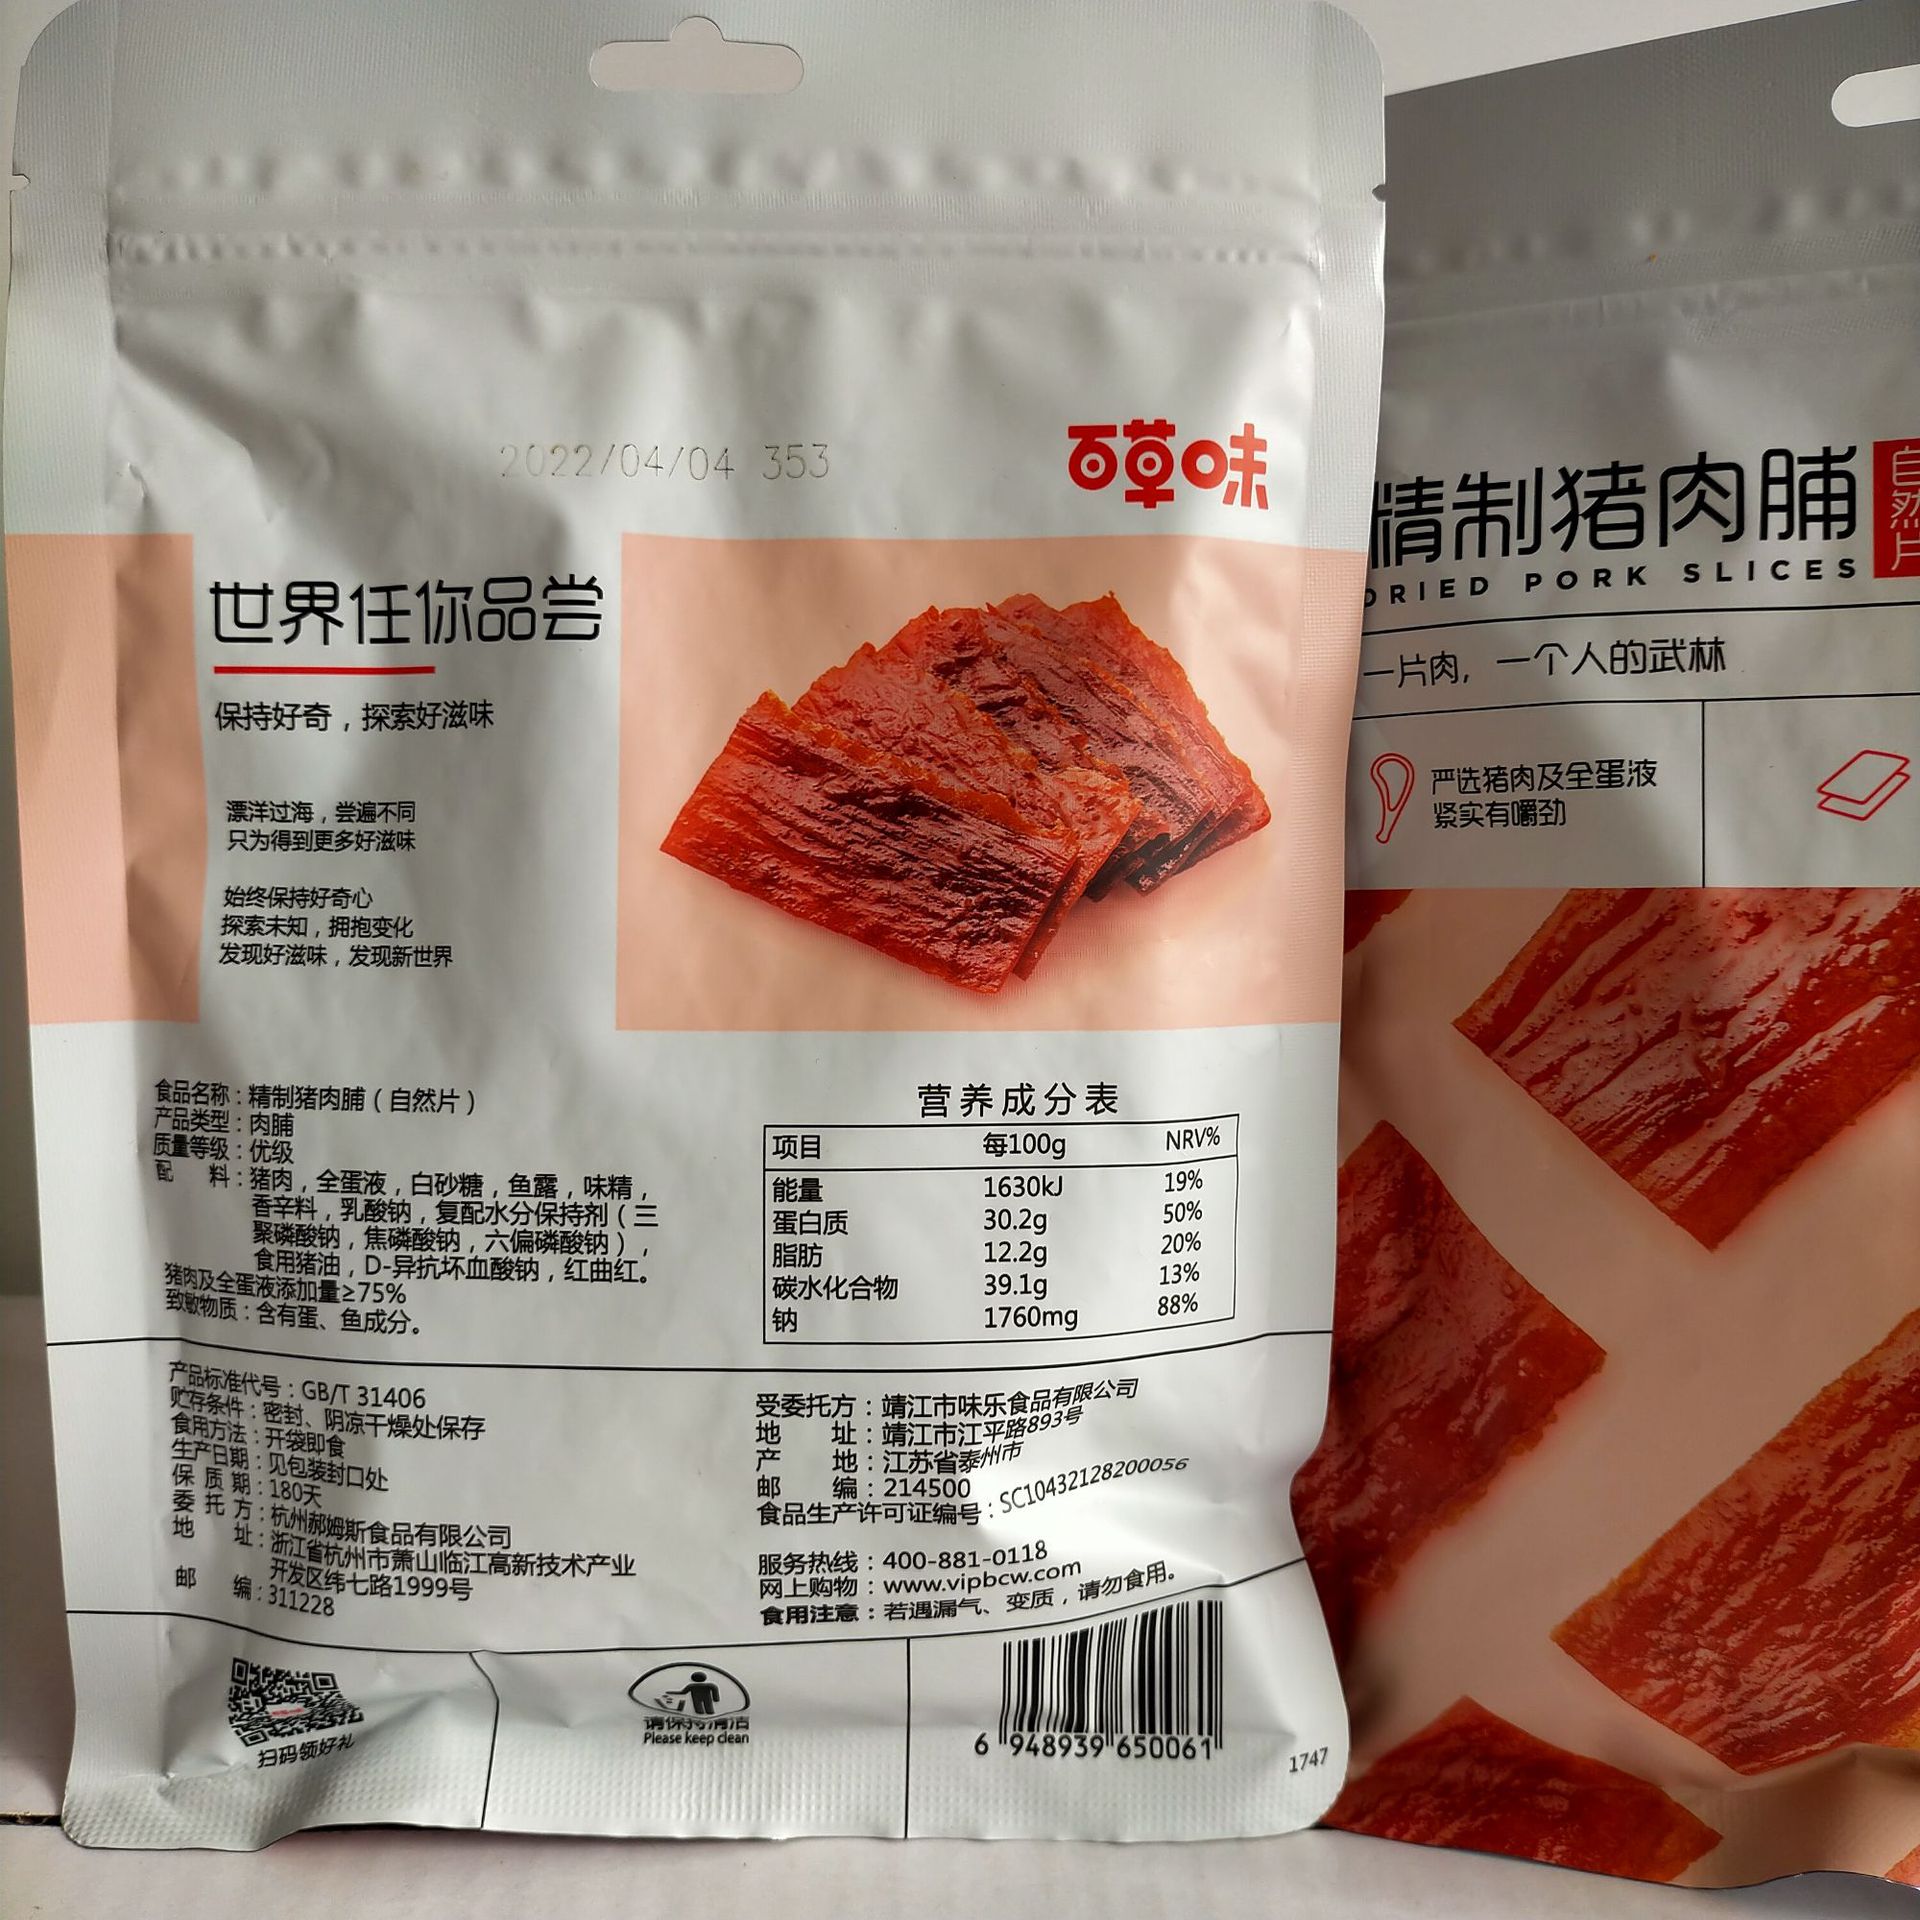 2022/04/04 353
百草味
世界任你品尝
保持好奇，探索好滋味
漂洋过海，尝遍不同
只为得到更多好滋味
始终保持好奇心
探索未知，拥抱变化
发现好滋味，发现新世界
食品名称：精制猪肉脯（自然片）
产品类型：肉脯
质量等级：优级
配 料：猪肉，全蛋液，白砂糖，鱼露，味精，
香辛料，乳酸钠，复配水分保持剂（三
聚磷酸钠，焦磷酸钠，六偏磷酸钠），
食用猪油，D-异抗坏血酸钠，红曲红。
猪肉及全蛋液添加量≥75%
致敏物质：含有蛋、鱼成分。
营养成分表
项目 每100g NRV%
能量 1630kJ 19%
蛋白质 30.2g 50%
脂肪 12.2g 20%
碳水化合物 39.1g 13%
钠 1760mg 88%
产品标准代号：GB/T 31406
贮存条件：密封、阴凉干燥处保存
食用方法：开袋即食
生产日期：见包装封口处
保质期：180天
委托方：杭州郝姆斯食品有限公司
地 址：浙江省杭州市萧山临江高新技术产业
开发区纬七路1999号
邮 编：311228
受委托方：靖江市味乐食品有限公司
地 址：靖江市江平路893号
产 地：江苏省泰州市
邮 编：214500
食品生产许可证编号：SC10432128200056
服务热线：400-881-0118
网上购物：www.vipbcw.com
食用注意：若遇漏气、变质，请勿食用。
扫码领好礼
请保持清洁
Please keep clean
6 948939 650061
1747
精制猪肉脯
自然片
DRIED PORK SLICES
一片肉，一个人的武林
严选猪肉及全蛋液
紧实有嚼劲